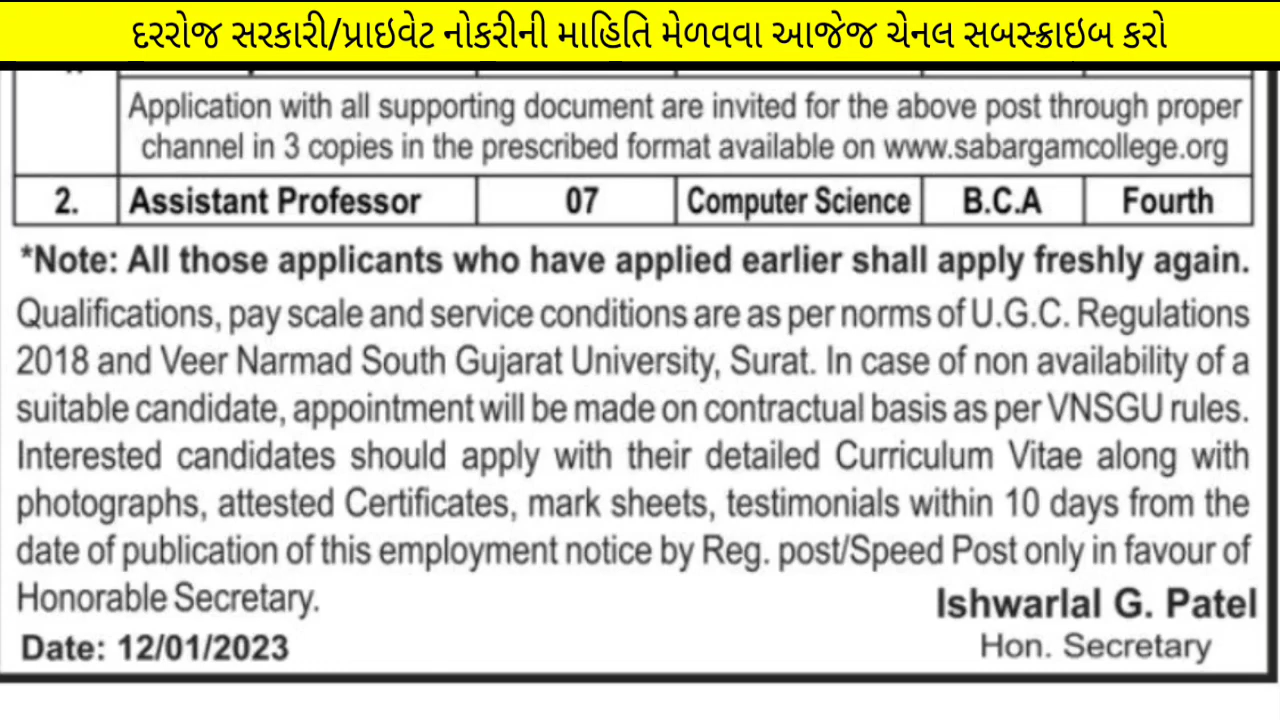 દરરોજ સરકારી/પ્રાઇવેટ નોકરીની માહિતિ મેળવવા આજેજ ચેનલ સબસ્ક્રાઇબ કરો
Application with all supporting document are invited for the above post through proper
channel in 3 copies in the prescribed format available on www.sabargamcollege.org
2. Assistant Professor 07 Computer Science B.C.A Fourth
*Note: All those applicants who have applied earlier shall apply freshly again.
Qualifications, pay scale and service conditions are as per norms of U.G.C. Regulations
2018 and Veer Narmad South Gujarat University, Surat. In case of non availability of a
suitable candidate, appointment will be made on contractual basis as per VNSGU rules.
Interested candidates should apply with their detailed Curriculum Vitae along with
photographs, attested Certificates, mark sheets, testimonials within 10 days from the
date of publication of this employment notice by Reg. post/Speed Post only in favour of
Honorable Secretary.
Ishwarlal G. Patel
Date: 12/01/2023
Hon. Secretary